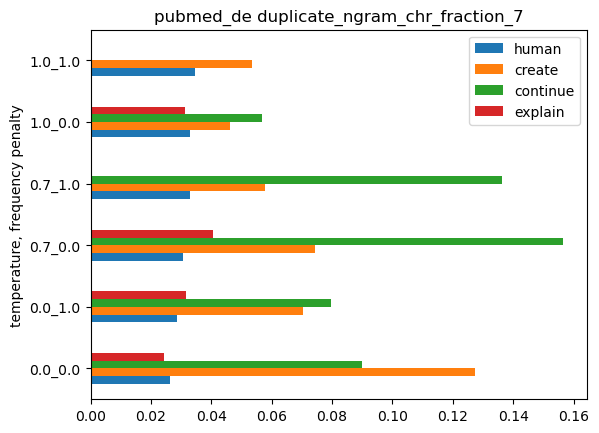 pubmed_de duplicate_ngram_chr_fraction_7
human
create
continue
explain
temperature, frequency penalty
1.0_1.0
1.0_0.0
0.7_1.0
0.7_0.0
0.0_1.0
0.0_0.0
0.00 0.02 0.04 0.06 0.08 0.10 0.12 0.14 0.16